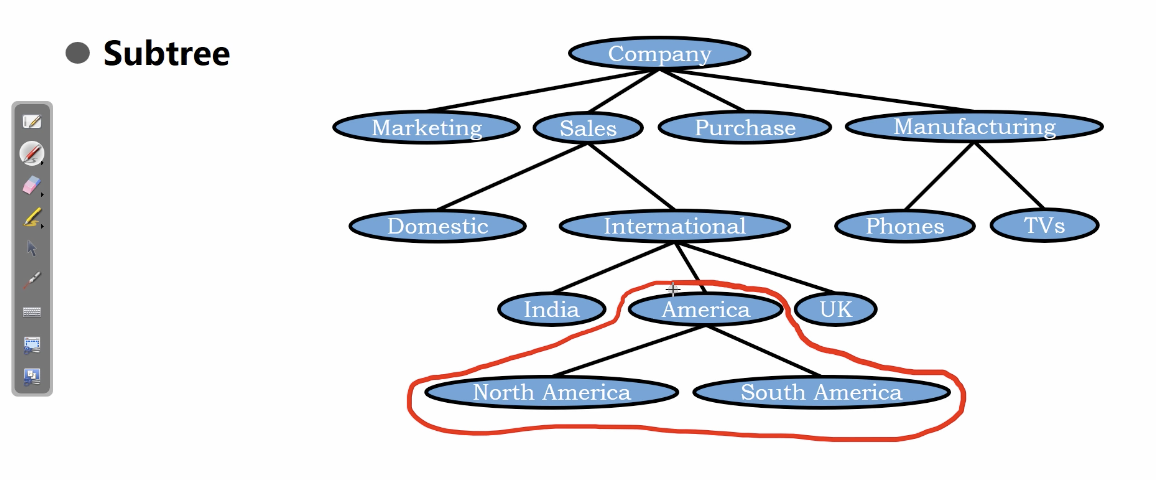 Subtree
Company
Marketing Sales Purchase Manufacturing
Domestic International Phones TVs
India America UK
North America South America